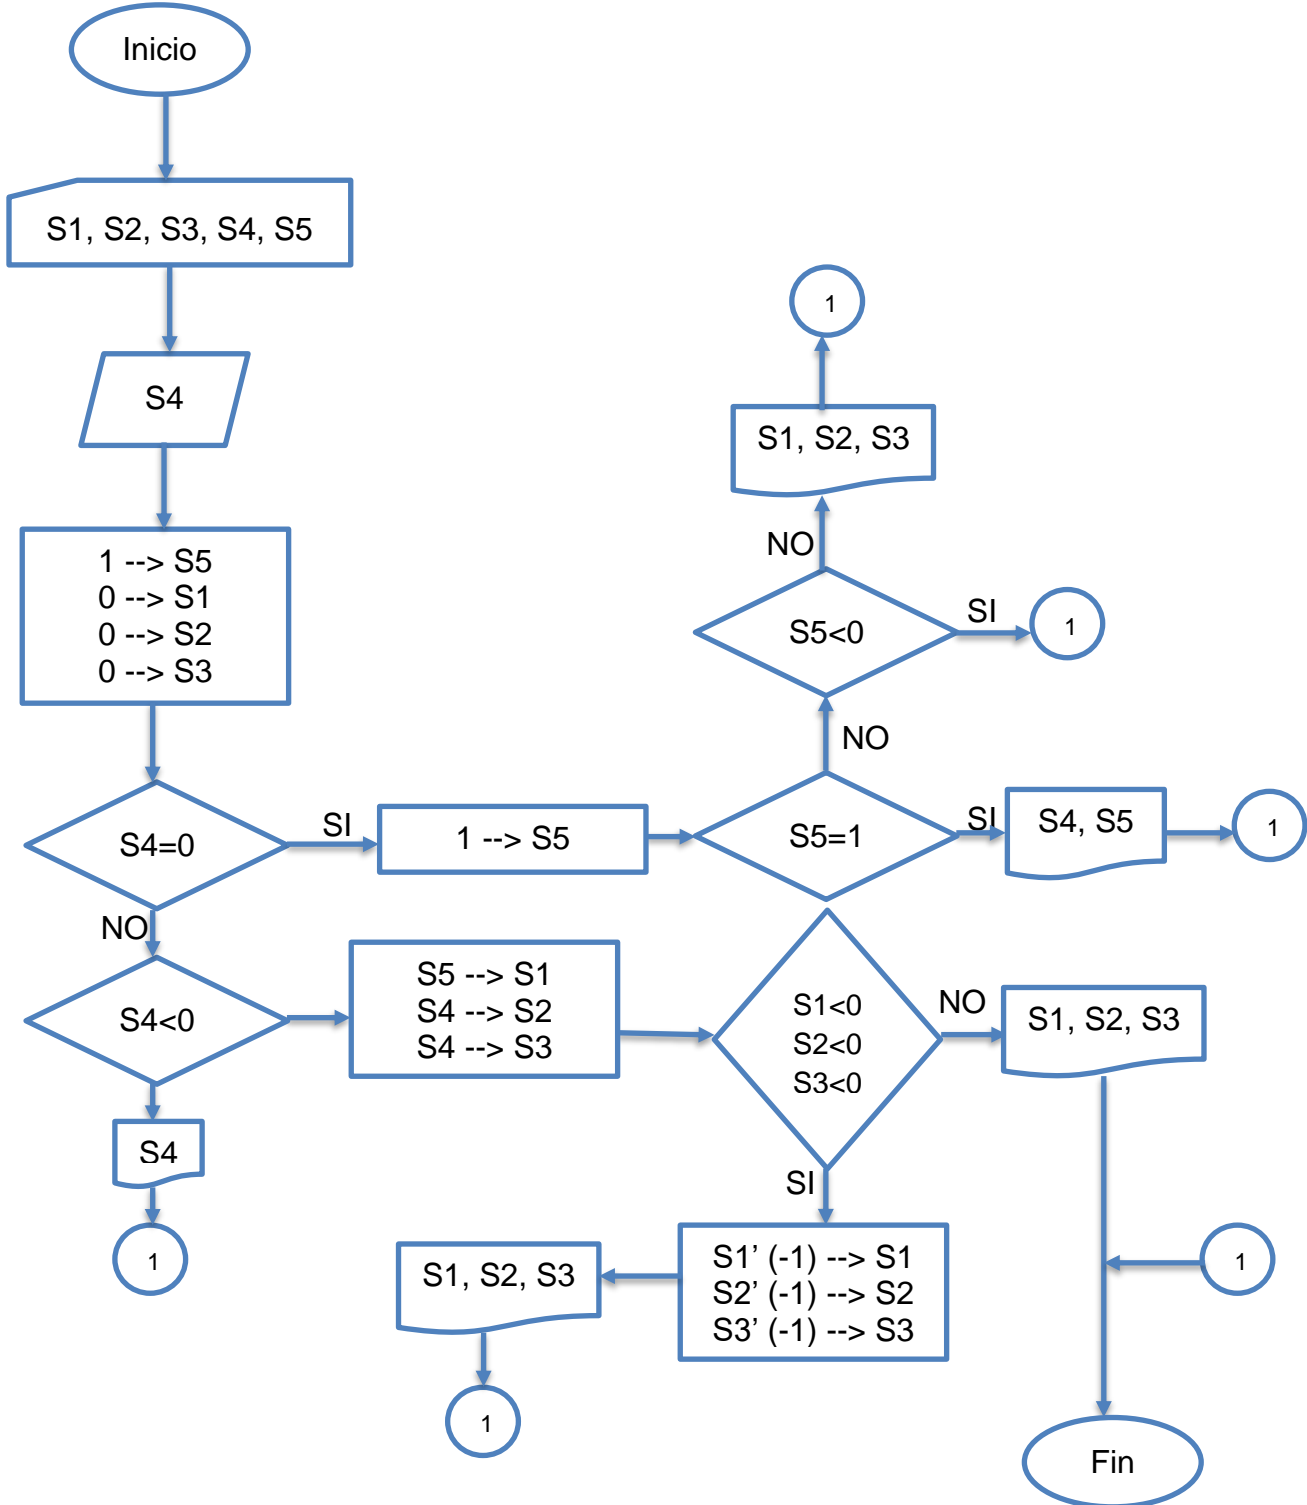 Inicio
S1, S2, S3, S4, S5
S4
1 --> S5
0 --> S1
0 --> S2
0 --> S3
S4=0
SI
1 --> S5
S5=1
SI
S4, S5
1
NO
S5<0
SI
1
NO
S1, S2, S3
1
NO
S4<0
S5 --> S1
S4 --> S2
S4 --> S3
S1<0
S2<0
S3<0
NO
S1, S2, S3
S4
1
SI
S1' (-1) --> S1
S2' (-1) --> S2
S3' (-1) --> S3
S1, S2, S3
1
1
Fin